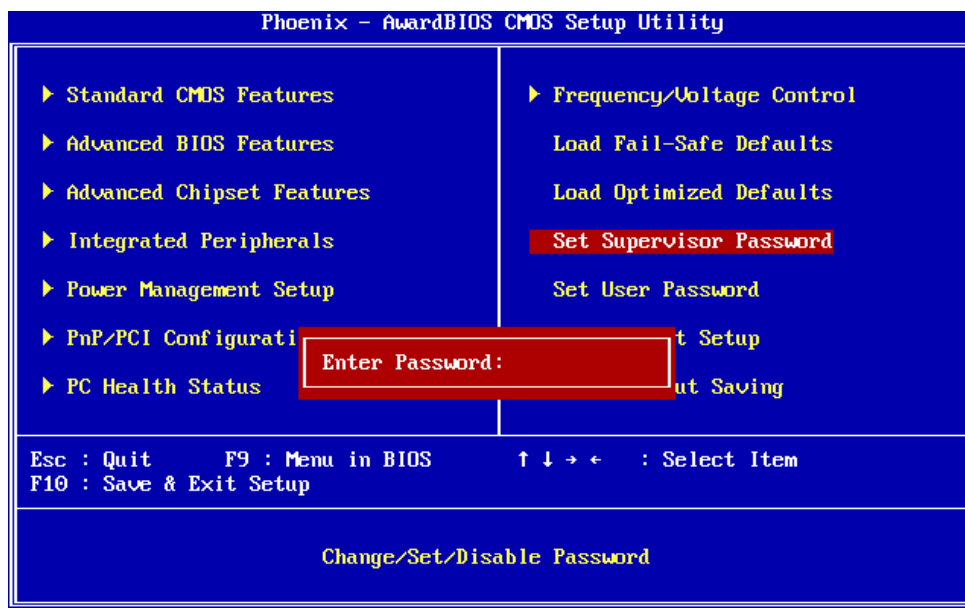 Phoenix - AwardBIOS CMOS Setup Utility
Standard CMOS Features
Advanced BIOS Features
Advanced Chipset Features
Integrated Peripherals
Power Management Setup
PnP/PCI Configurati
PC Health Status
Frequency/Voltage Control
Load Fail-Safe Defaults
Load Optimized Defaults
Set Supervisor Password
Set User Password
t Setup
ut Saving
Enter Password:
Esc : Quit F9 : Menu in BIOS ↑ ↓ → ← : Select Item
F10 : Save & Exit Setup
Change/Set/Disable Password